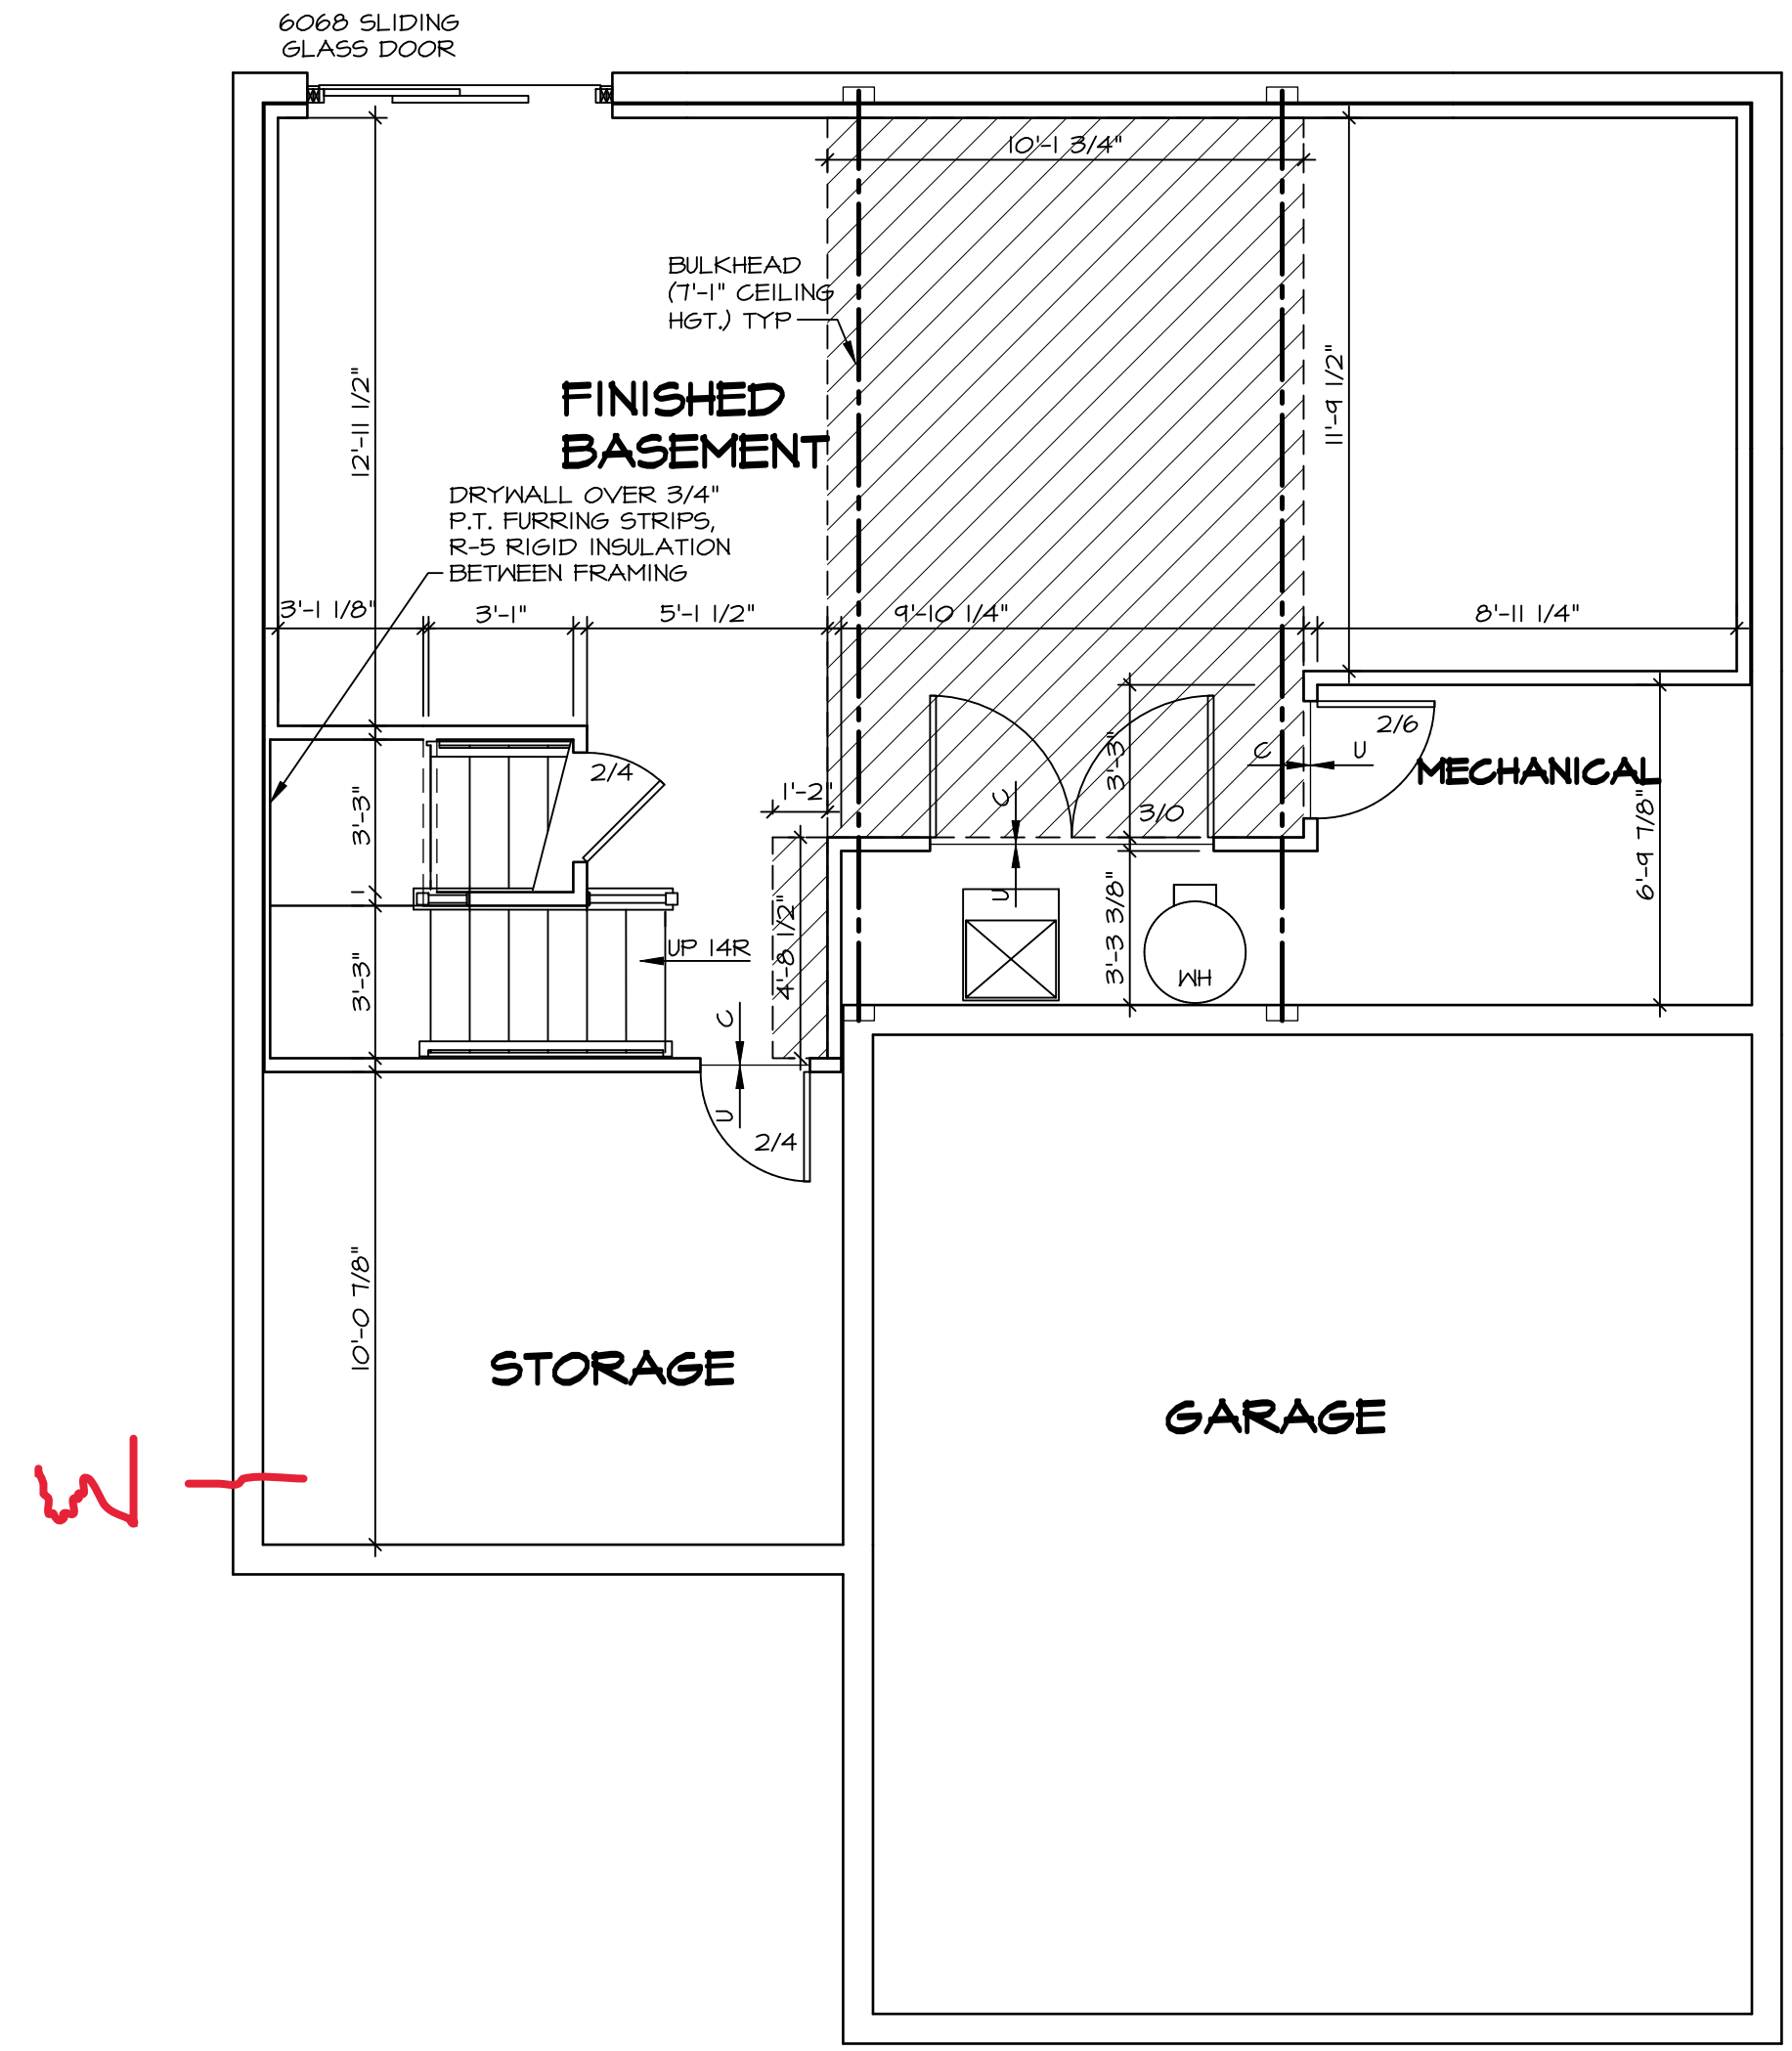 6068 SLIDING
GLASS DOOR
10'-1 3/4"
BULKHEAD
(7'-1" CEILING
HGT.) TYP
12'-11 1/2"
11'-9 1/2"
FINISHED
BASEMENT
DRYWALL OVER 3/4"
P.T. FURRING STRIPS,
R-5 RIGID INSULATION
BETWEEN FRAMING
3'-1 1/8"
3'-1"
5'-1 1/2"
9'-10 1/4"
8'-11 1/4"
2/6
C
U
MECHANICAL
2/4
3'-3"
1'-2"
C
3'-3"
3/0
6'-9 7/8"
U
4'-8 1/2"
3'-3 3/8"
UP 14R
3'-3"
WH
C
U
2/4
10'-0 7/8"
STORAGE
GARAGE
W